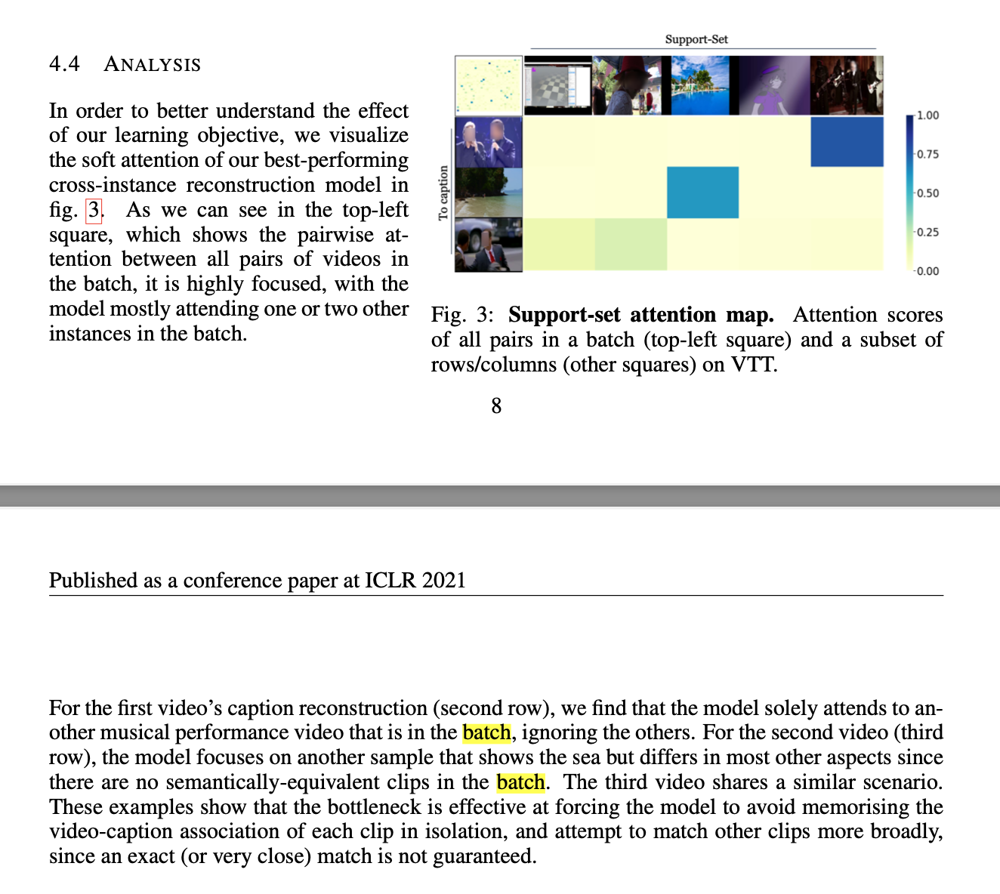 4.4 ANALYSIS
In order to better understand the effect
of our learning objective, we visualize
the soft attention of our best-performing
cross-instance reconstruction model in
fig. 3. As we can see in the top-left
square, which shows the pairwise at-
tention between all pairs of videos in
the batch, it is highly focused, with the
model mostly attending one or two other
instances in the batch.
Support-Set
To caption
1.00
0.75
0.50
0.25
0.00
Fig. 3: Support-set attention map. Attention scores
of all pairs in a batch (top-left square) and a subset of
rows/columns (other squares) on VTT.
8
Published as a conference paper at ICLR 2021
For the first video's caption reconstruction (second row), we find that the model solely attends to an-
other musical performance video that is in the batch, ignoring the others. For the second video (third
row), the model focuses on another sample that shows the sea but differs in most other aspects since
there are no semantically-equivalent clips in the batch. The third video shares a similar scenario.
These examples show that the bottleneck is effective at forcing the model to avoid memorising the
video-caption association of each clip in isolation, and attempt to match other clips more broadly,
since an exact (or very close) match is not guaranteed.